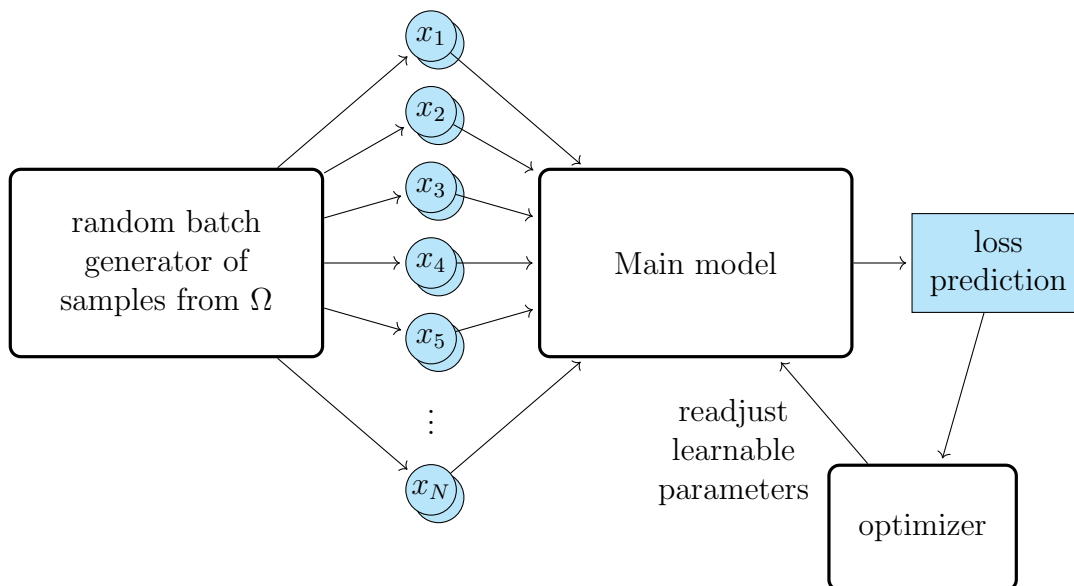 random batch
generator of
samples from Ω
x₁
x₂
x₃
x₄
x₅
⋮
x_N
Main model
loss
prediction
readjust
learnable
parameters
optimizer